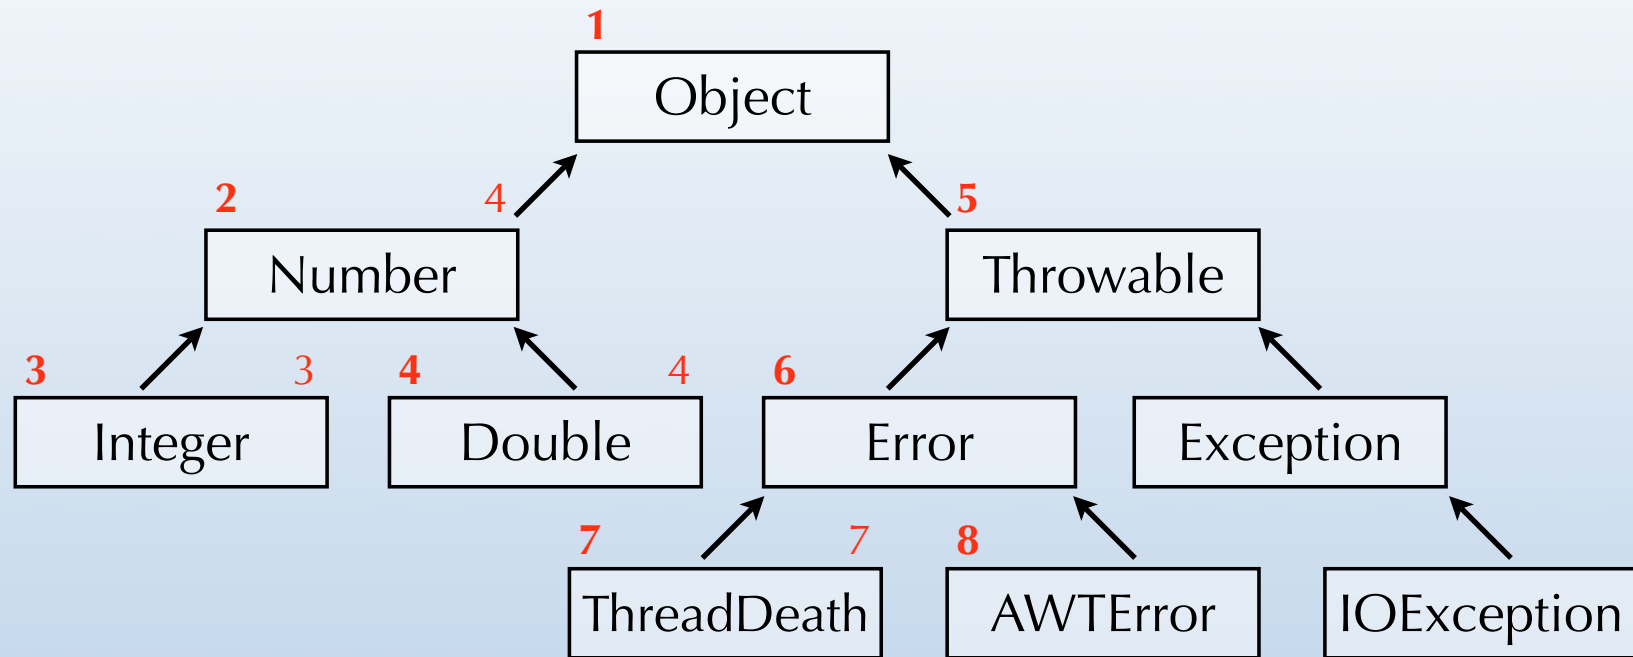 1
Object
2 4 5
Number Throwable
3 3 4 4 6
Integer Double Error Exception
7 7 8
ThreadDeath AWTError IOException